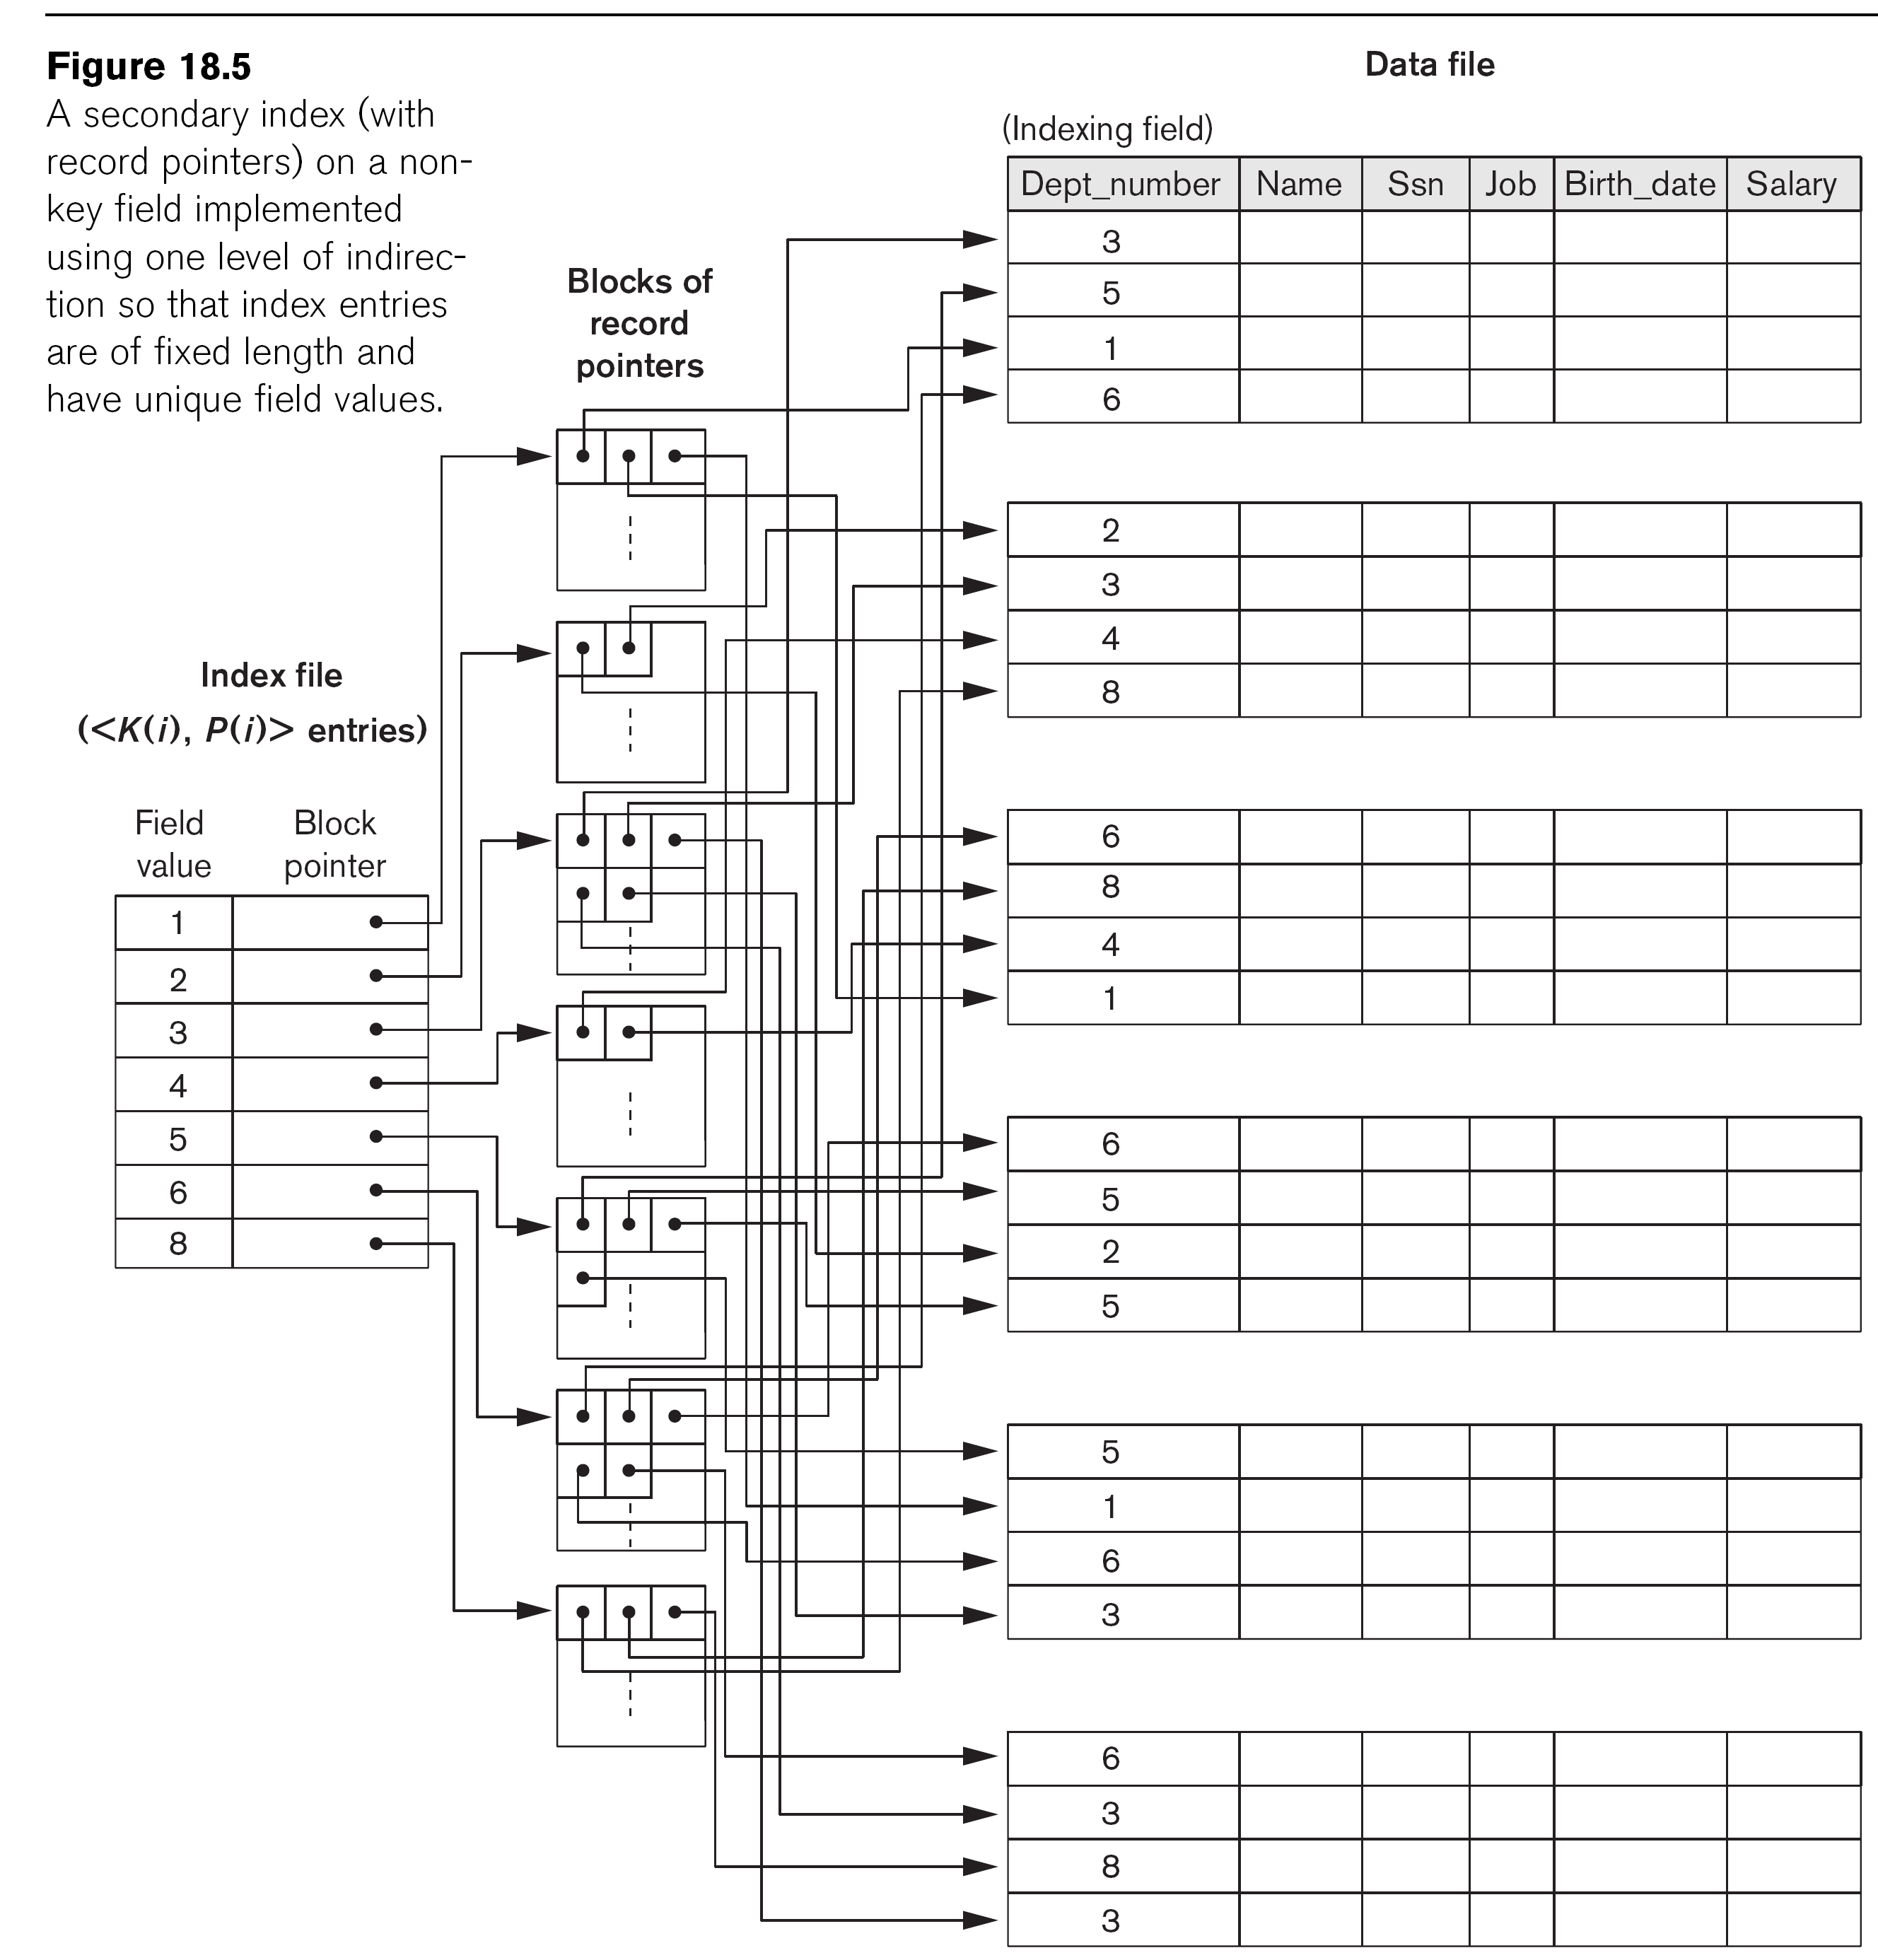 Figure 18.5
A secondary index (with
record pointers) on a non-
key field implemented
using one level of indirec-
tion so that index entries
are of fixed length and
have unique field values.
Data file
(Indexing field)
Dept_number Name Ssn Job Birth_date Salary
3
5
1
6
2
3
4
8
6
8
4
1
6
5
2
5
5
1
6
3
6
3
8
3
Blocks of
record
pointers
Index file
(<K(i), P(i)> entries)
Field Block
value pointer
1
2
3
4
5
6
8